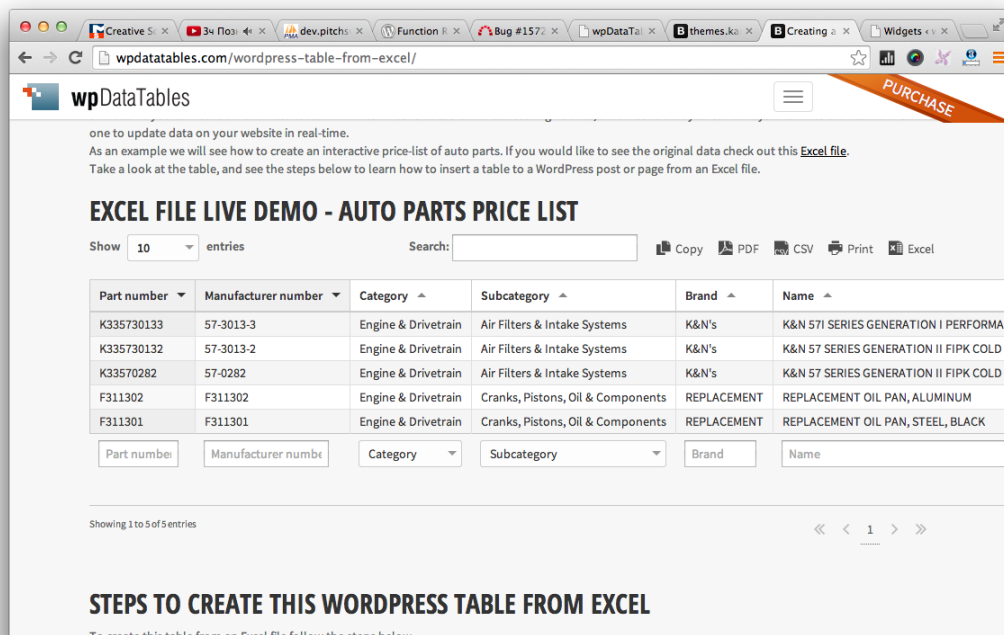 Creative S
3ч Поз
dev.pitchs
Function R
Bug #1572
wpDataTal
themes.ka
Creating a
Widgets ‹ w
wpdatatables.com/wordpress-table-from-excel/
wpDataTables
PURCHASE
one to update data on your website in real-time.
As an example we will see how to create an interactive price-list of auto parts. If you would like to see the original data check out this Excel file.
Take a look at the table, and see the steps below to learn how to insert a table to a WordPress post or page from an Excel file.
EXCEL FILE LIVE DEMO - AUTO PARTS PRICE LIST
Show 10 entries Search: Copy PDF CSV Print Excel
Part number Manufacturer number Category Subcategory Brand Name
K335730133 57-3013-3 Engine & Drivetrain Air Filters & Intake Systems K&N's K&N 57I SERIES GENERATION I PERFORMA
K335730132 57-3013-2 Engine & Drivetrain Air Filters & Intake Systems K&N's K&N 57 SERIES GENERATION II FIPK COLD
K33570282 57-0282 Engine & Drivetrain Air Filters & Intake Systems K&N's K&N 57 SERIES GENERATION II FIPK COLD
F311302 F311302 Engine & Drivetrain Cranks, Pistons, Oil & Components REPLACEMENT REPLACEMENT OIL PAN, ALUMINUM
F311301 F311301 Engine & Drivetrain Cranks, Pistons, Oil & Components REPLACEMENT REPLACEMENT OIL PAN, STEEL, BLACK
Part number Manufacturer numbe Category Subcategory Brand Name
Showing 1 to 5 of 5 entries
« ‹ 1 › »
STEPS TO CREATE THIS WORDPRESS TABLE FROM EXCEL